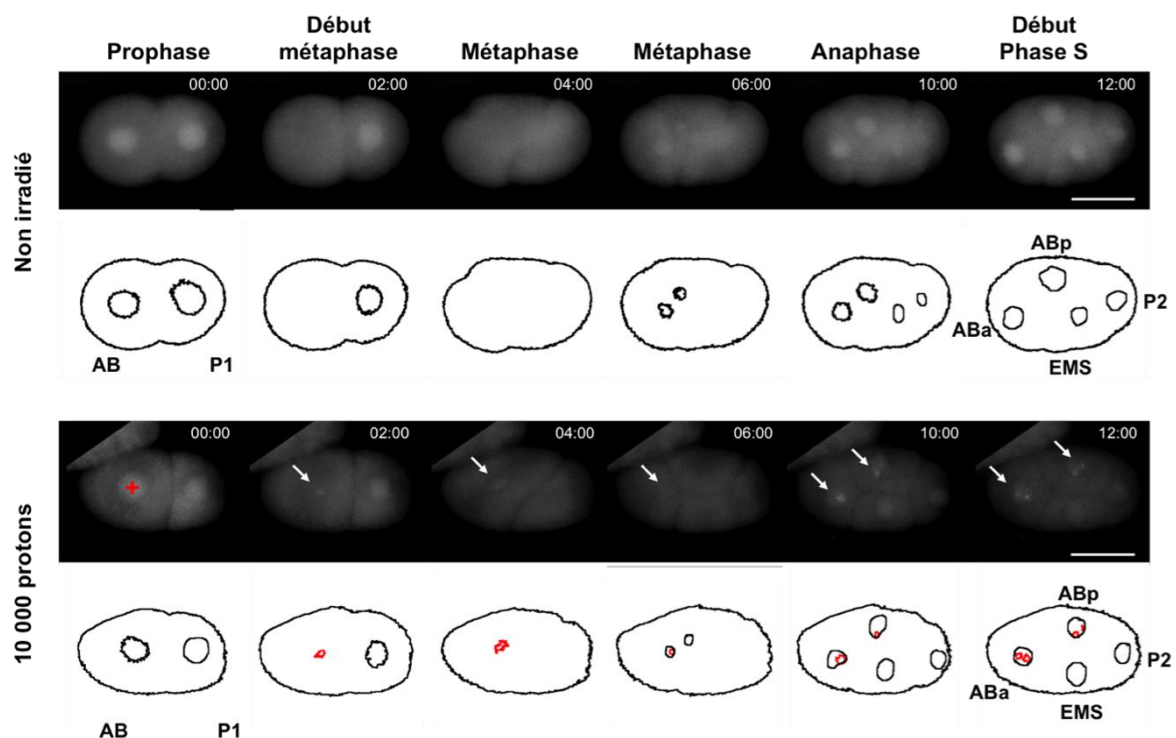 Prophase
Début
métaphase
Métaphase
Métaphase
Anaphase
Début
Phase S
Non irradié
00:00
02:00
04:00
06:00
10:00
12:00
AB
P1
ABp
ABa
P2
EMS
10 000 protons
00:00
02:00
04:00
06:00
10:00
12:00
AB
P1
ABp
ABa
P2
EMS